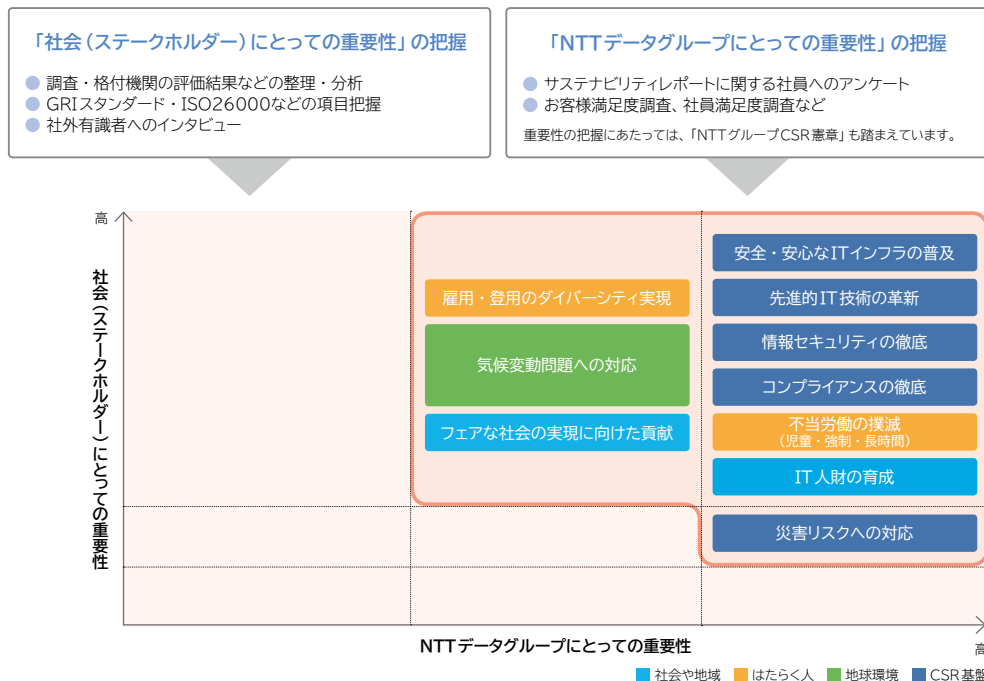 「社会（ステークホルダー）にとっての重要性」の把握
● 調査・格付機関の評価結果などの整理・分析
● GRIスタンダード・ISO26000などの項目把握
● 社外有識者へのインタビュー
「NTTデータグループにとっての重要性」の把握
● サステナビリティレポートに関する社員へのアンケート
● お客様満足度調査、社員満足度調査など
重要性の把握にあたっては、「NTTグループCSR憲章」も踏まえています。
高
社会（ステークホルダー）にとっての重要性
雇用・登用のダイバーシティ実現
気候変動問題への対応
フェアな社会の実現に向けた貢献
安全・安心なITインフラの普及
先進的IT技術の革新
情報セキュリティの徹底
コンプライアンスの徹底
不当労働の撲滅
（児童・強制・長時間）
IT人財の育成
災害リスクへの対応
NTTデータグループにとっての重要性
高
社会や地域 はたらく人 地球環境 CSR基盤